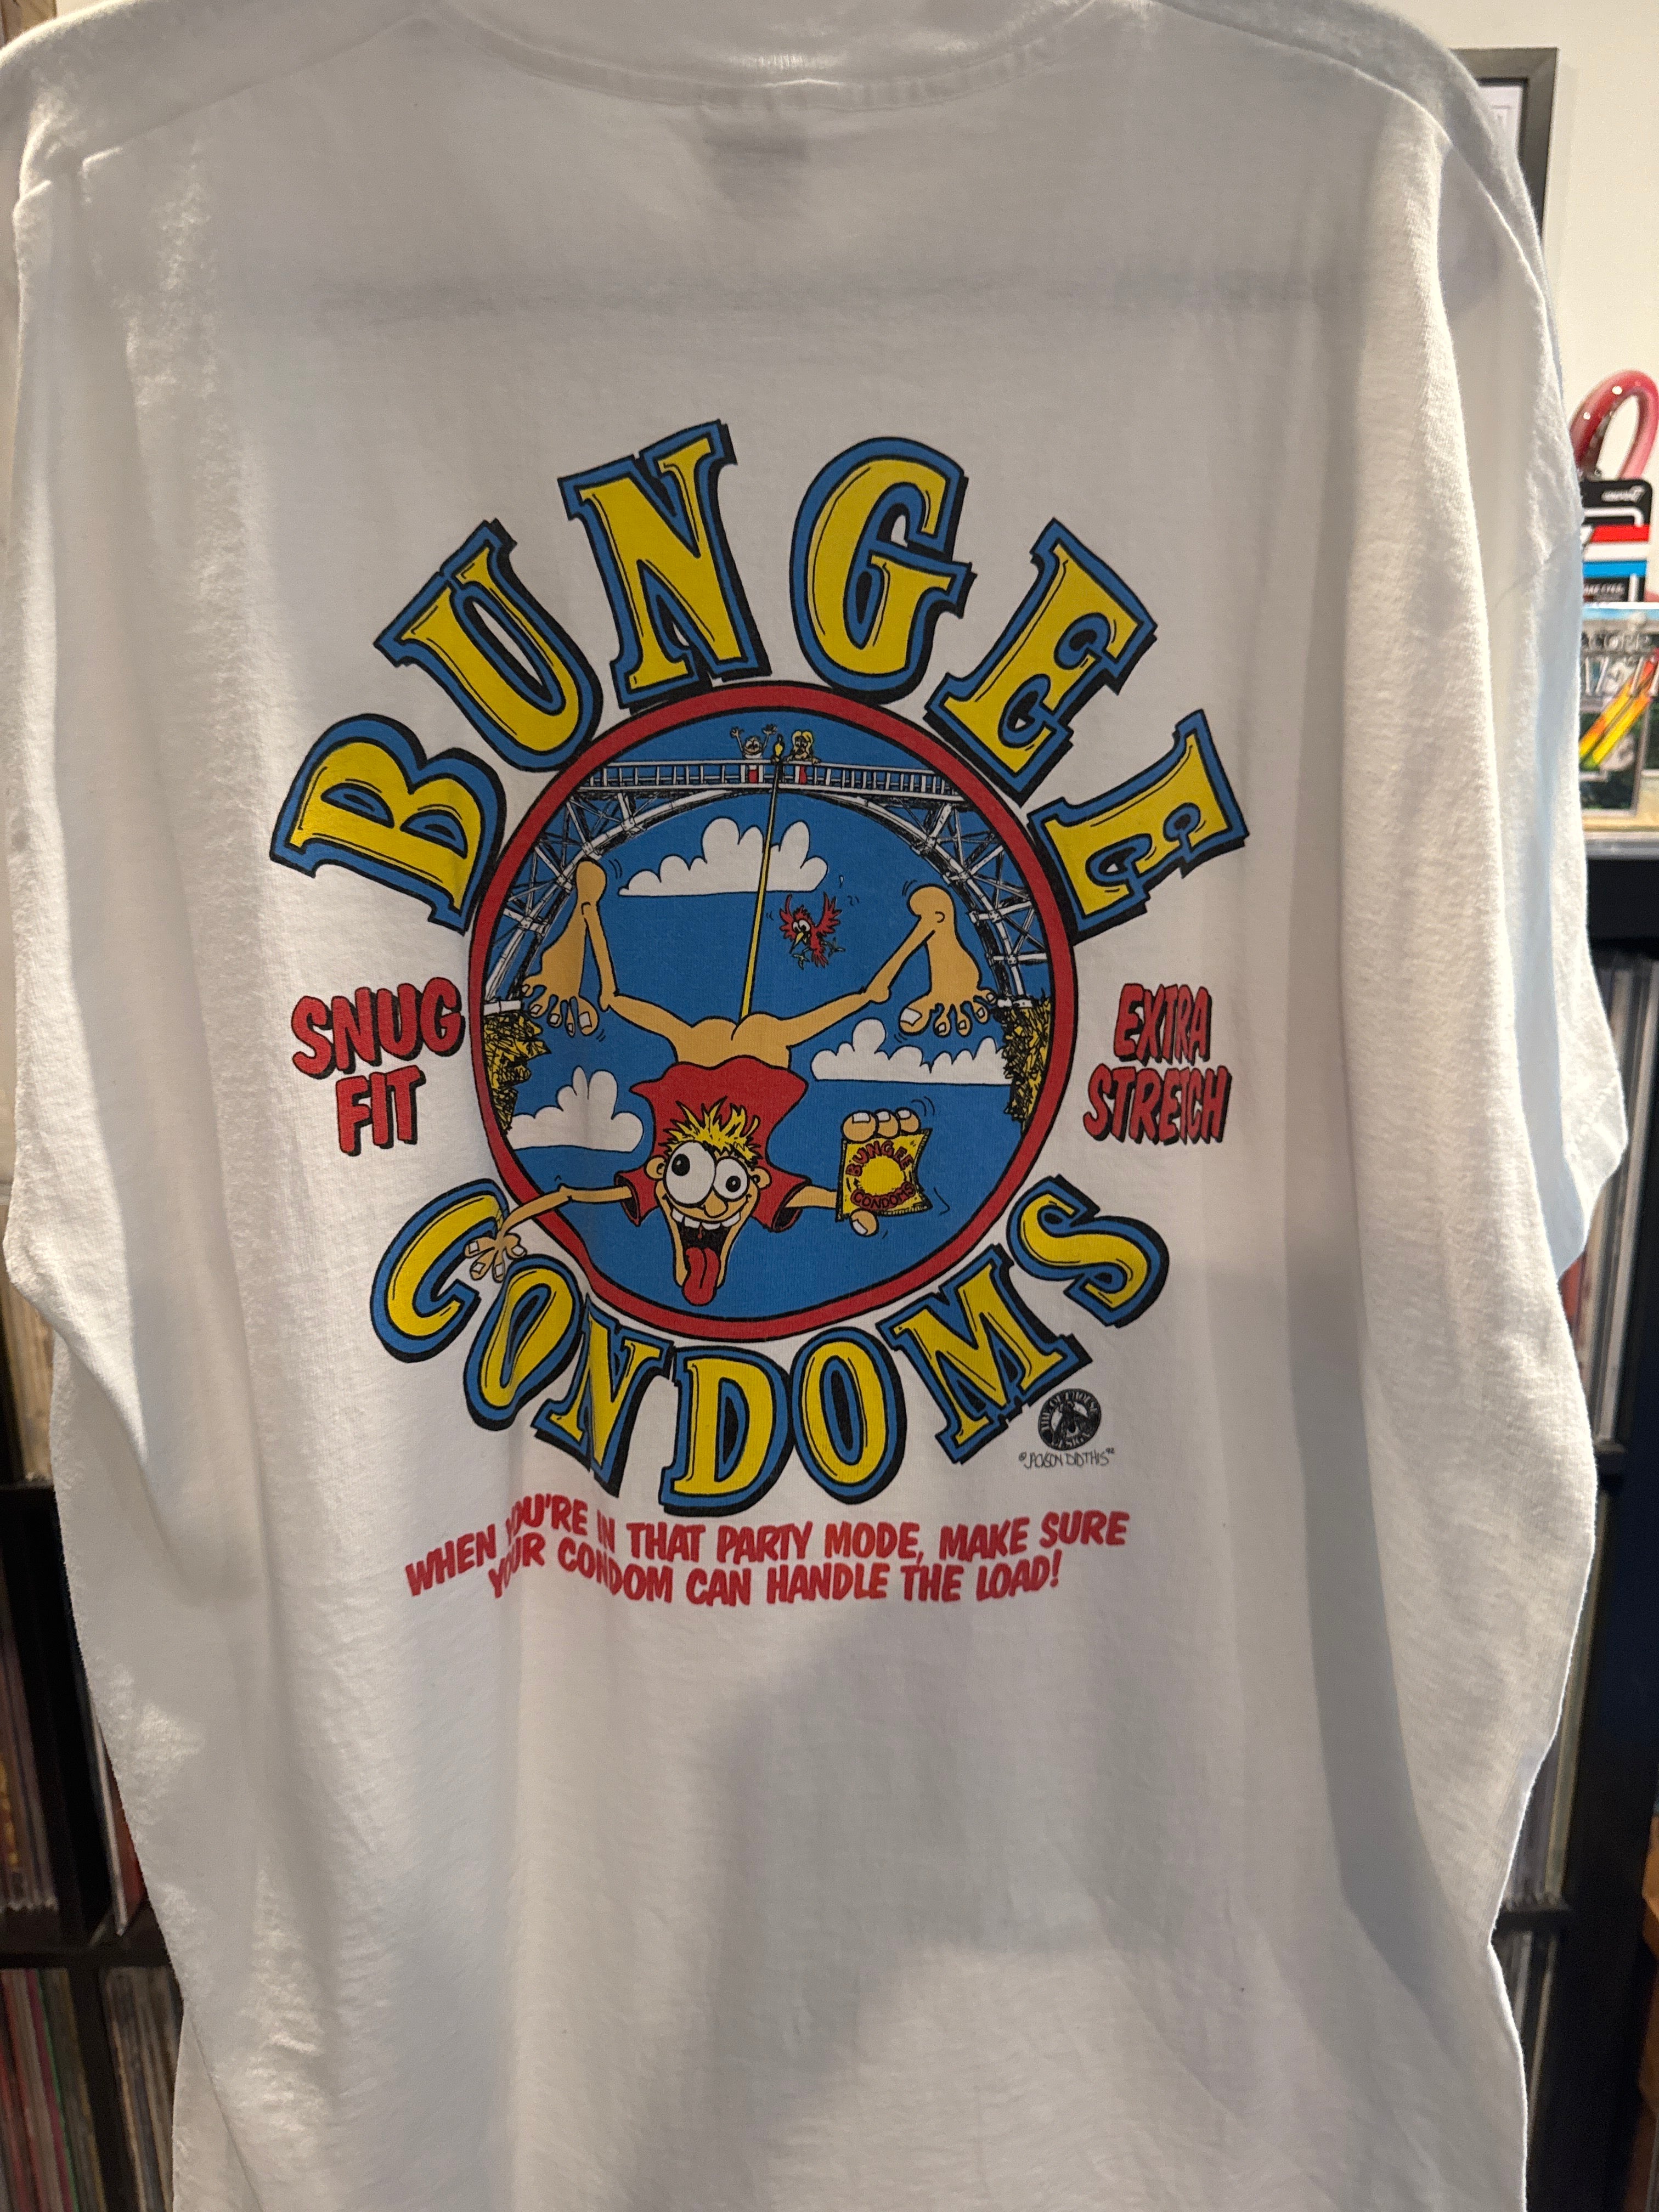 BUNGEE
SNUG
FIT
EXTRA
STRETCH
BUNGEE
CONDOMS
CONDOMS
WHEN YOU'RE IN THAT PARTY MODE, MAKE SURE
YOUR CONDOM CAN HANDLE THE LOAD!